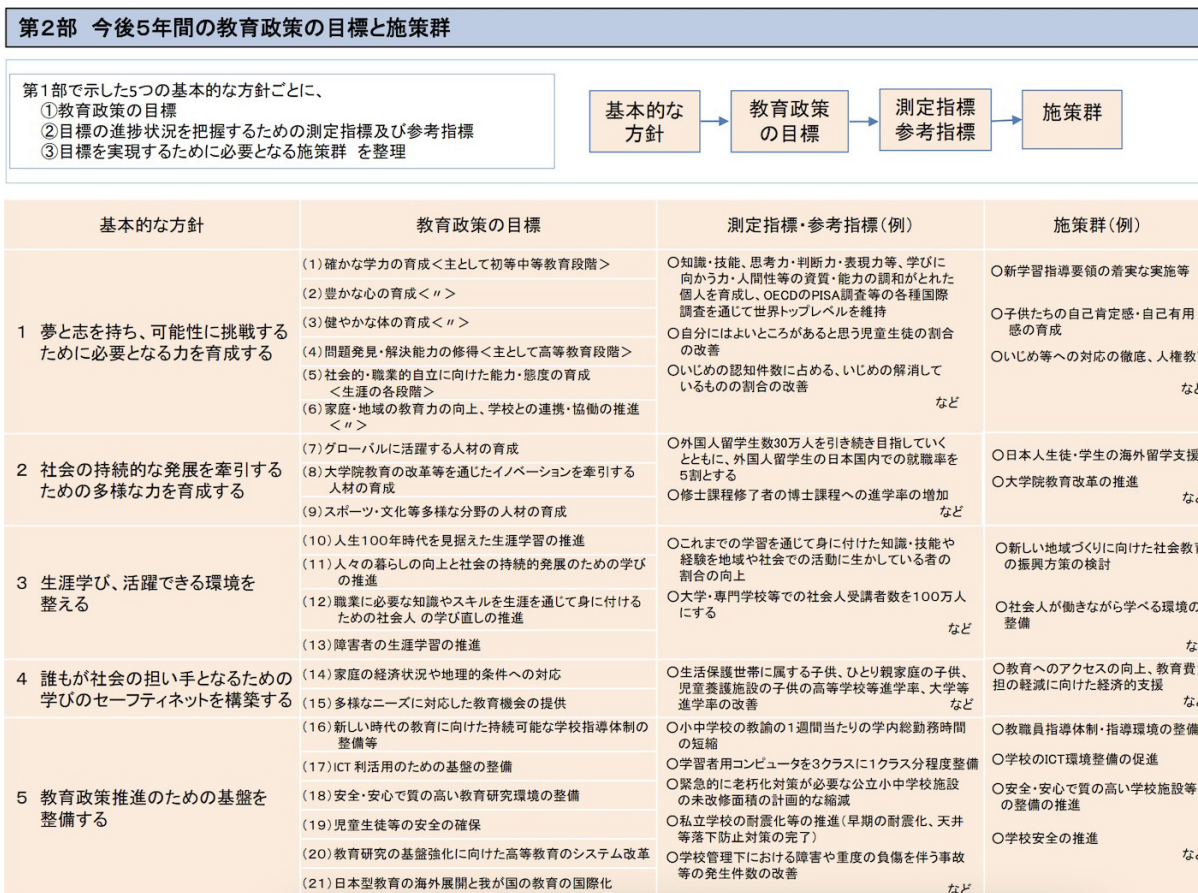 第2部 今後5年間の教育政策の目標と施策群
第1部で示した5つの基本的な方針ごとに、
①教育政策の目標
②目標の進捗状況を把握するための測定指標及び参考指標
③目標を実現するために必要となる施策群 を整理
基本的な
方針
教育政策
の目標
測定指標
参考指標
施策群
基本的な方針
教育政策の目標
測定指標・参考指標(例)
施策群(例)
1 夢と志を持ち、可能性に挑戦する
ために必要となる力を育成する
(1)確かな学力の育成<主として初等中等教育段階>
(2)豊かな心の育成<〃>
(3)健やかな体の育成<〃>
(4)問題発見・解決能力の修得<主として高等教育段階>
(5)社会的・職業的自立に向けた能力・態度の育成
<生涯の各段階>
(6)家庭・地域の教育力の向上、学校との連携・協働の推進
<〃>
○知識・技能、思考力・判断力・表現力等、学びに
向かう力・人間性等の資質・能力の調和がとれた
個人を育成し、OECDのPISA調査等の各種国際
調査を通じて世界トップレベルを維持
○自分にはよいところがあると思う児童生徒の割合
の改善
○いじめの認知件数に占める、いじめの解消して
いるものの割合の改善
など
○新学習指導要領の着実な実施等
○子供たちの自己肯定感・自己有用
感の育成
○いじめ等への対応の徹底、人権教
など
2 社会の持続的な発展を牽引する
ための多様な力を育成する
(7)グローバルに活躍する人材の育成
(8)大学院教育の改革等を通じたイノベーションを牽引する
人材の育成
(9)スポーツ・文化等多様な分野の人材の育成
○外国人留学生数30万人を引き続き目指していく
とともに、外国人留学生の日本国内での就職率を
5割とする
○修士課程修了者の博士課程への進学率の増加
など
○日本人生徒・学生の海外留学支援
○大学院教育改革の推進
など
3 生涯学び、活躍できる環境を
整える
(10)人生100年時代を見据えた生涯学習の推進
(11)人々の暮らしの向上と社会の持続的発展のための学び
の推進
(12)職業に必要な知識やスキルを生涯を通じて身に付ける
ための社会人 の学び直しの推進
(13)障害者の生涯学習の推進
○これまでの学習を通じて身に付けた知識・技能や
経験を地域や社会での活動に生かしている者の
割合の向上
○大学・専門学校等での社会人受講者数を100万人
にする
など
○新しい地域づくりに向けた社会教育
の振興方策の検討
○社会人が働きながら学べる環境の
整備
な
4 誰もが社会の担い手となるための
学びのセーフティネットを構築する
(14)家庭の経済状況や地理的条件への対応
(15)多様なニーズに対応した教育機会の提供
○生活保護世帯に属する子供、ひとり親家庭の子供、
児童養護施設の子供の高等学校等進学率、大学等
進学率の改善 など
○教育へのアクセスの向上、教育費
担の軽減に向けた経済的支援
など
5 教育政策推進のための基盤を
整備する
(16)新しい時代の教育に向けた持続可能な学校指導体制の
整備等
(17)ICT 利活用のための基盤の整備
(18)安全・安心で質の高い教育研究環境の整備
(19)児童生徒等の安全の確保
(20)教育研究の基盤強化に向けた高等教育のシステム改革
(21)日本型教育の海外展開と我が国の教育の国際化
○小中学校の教諭の1週間当たりの学内総勤務時間
の短縮
○学習者用コンピュータを3クラスに1クラス分程度整備
○緊急的に老朽化対策が必要な公立小中学校施設
の未改修面積の計画的な縮減
○私立学校の耐震化等の推進(早期の耐震化、天井
等落下防止対策の完了)
○学校管理下における障害や重度の負傷を伴う事故
等の発生件数の改善
など
○教職員指導体制・指導環境の整備
○学校のICT環境整備の促進
○安全・安心で質の高い学校施設等
の整備の推進
○学校安全の推進
など